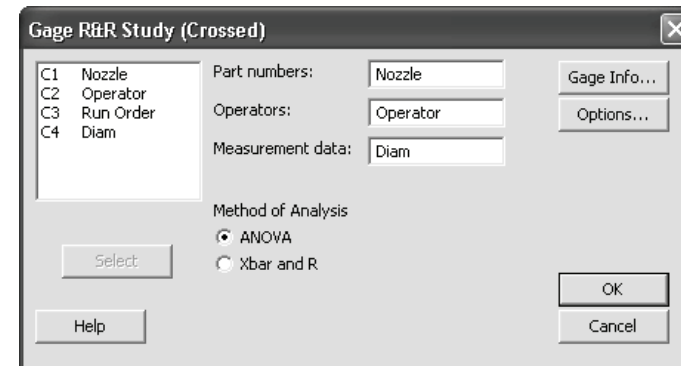 Gage R&R Study (Crossed)
C1 Nozzle
C2 Operator
C3 Run Order
C4 Diam
Part numbers: Nozzle
Operators: Operator
Measurement data: Diam
Gage Info...
Options...
Method of Analysis
ANOVA
Xbar and R
Select
Help
OK
Cancel